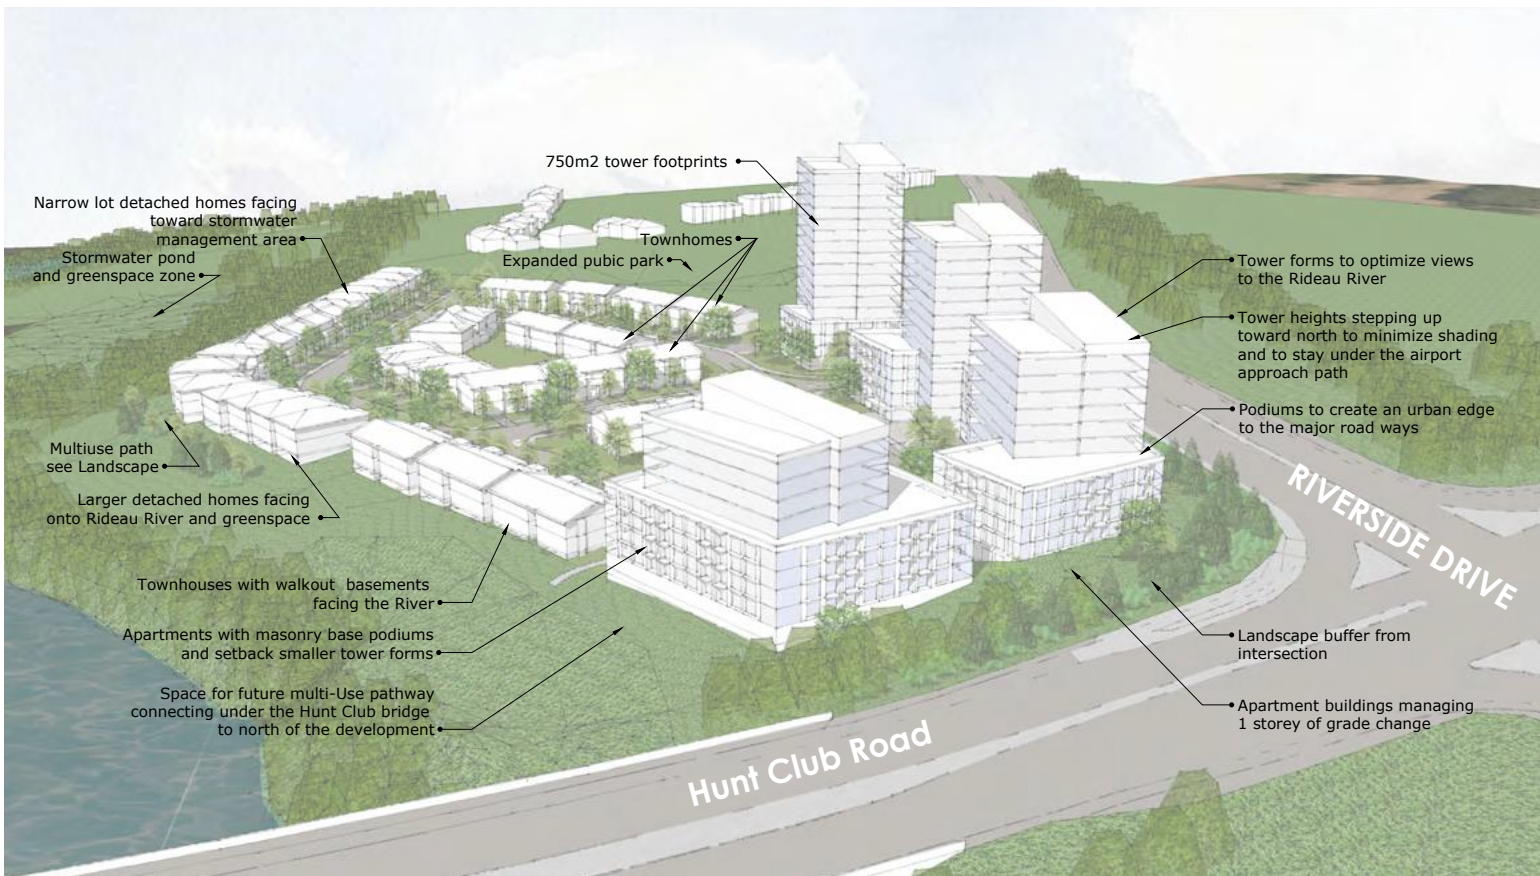 750m2 tower footprints
Narrow lot detached homes facing
toward stormwater
management area
Stormwater pond
and greenspace zone
Townhomes
Expanded pubic park
Tower forms to optimize views
to the Rideau River
Tower heights stepping up
toward north to minimize shading
and to stay under the airport
approach path
Podiums to create an urban edge
to the major road ways
Multiuse path
see Landscape
Larger detached homes facing
onto Rideau River and greenspace
RIVERSIDE DRIVE
Townhouses with walkout basements
facing the River
Apartments with masonry base podiums
and setback smaller tower forms
Landscape buffer from
intersection
Space for future multi-Use pathway
connecting under the Hunt Club bridge
to north of the development
Apartment buildings managing
1 storey of grade change
Hunt Club Road